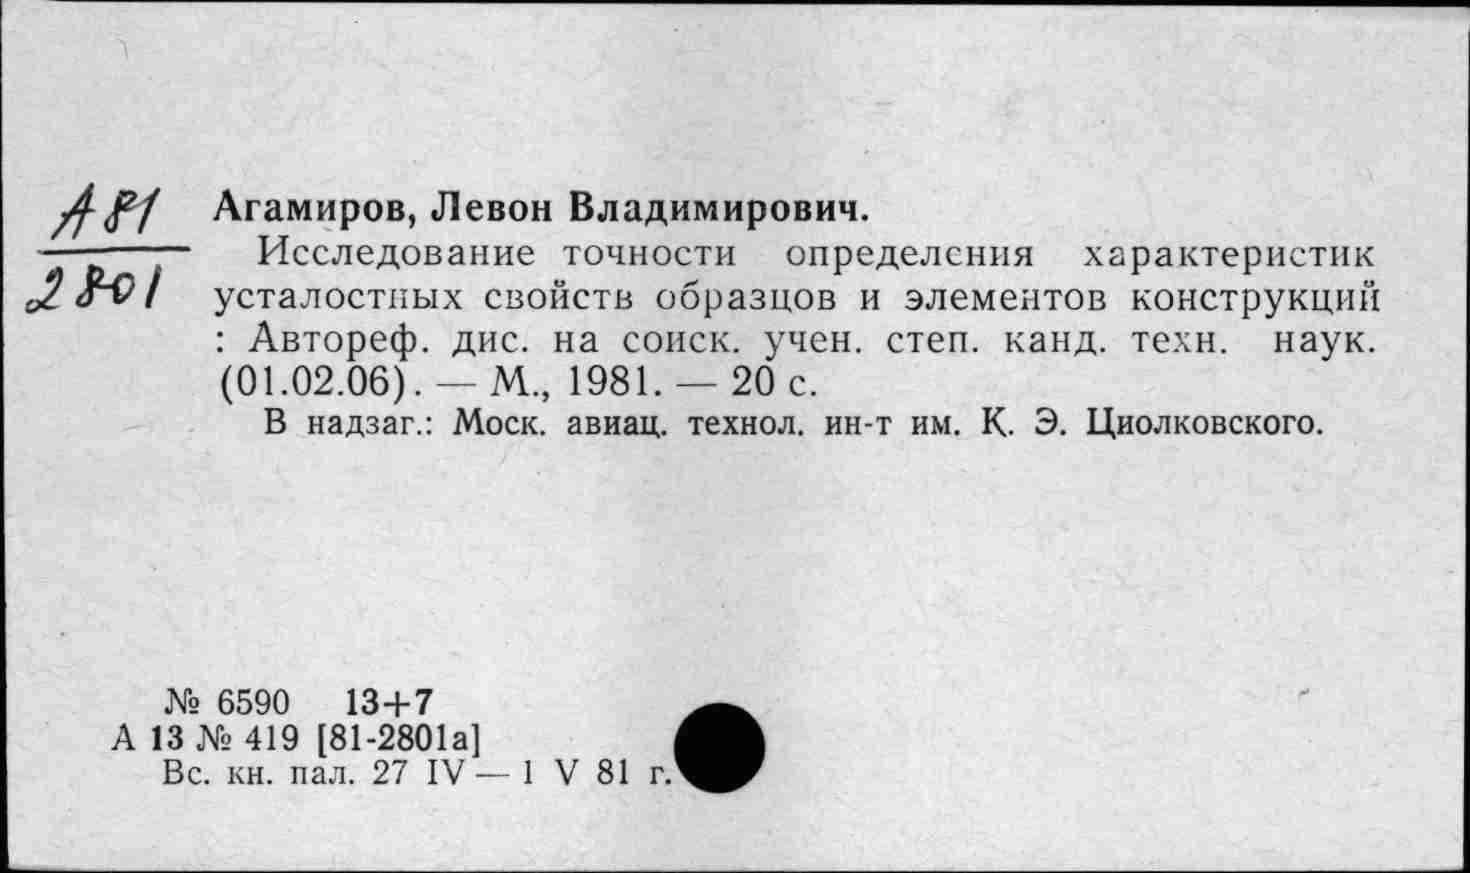 А81
2801
Агамиров, Левон Владимирович.
Исследование точности определения характеристик
усталостных свойств образцов и элементов конструкций
: Автореф. дис. на соиск. учен. степ. канд. техн. наук.
(01.02.06). — М., 1981. — 20 с.
В надзаг.: Моск. авиац. технол. ин-т им. К. Э. Циолковского.
№ 6590 13+7
А 13 № 419 [81-2801а]
Вс. кн. пал. 27 IV — 1 V 81 г.